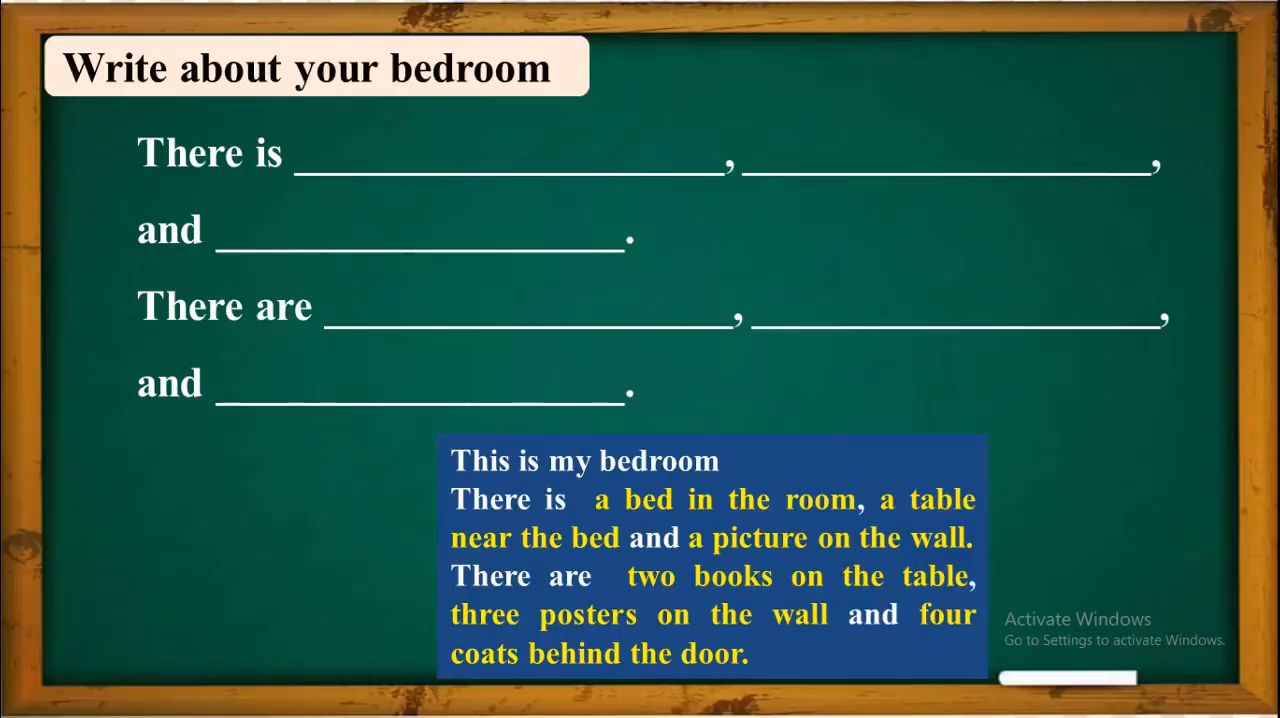 Write about your bedroom
There is ____________________, ____________________,
and ____________________.
There are ____________________, ____________________,
and ____________________.
This is my bedroom
There is a bed in the room, a table
near the bed and a picture on the wall.
There are two books on the table,
three posters on the wall and four
coats behind the door.
Activate Windows
Go to Settings to activate Windows.